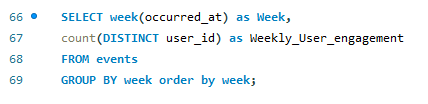 66 SELECT week(occurred_at) as Week,
67 count(DISTINCT user_id) as Weekly_User_engagement
68 FROM events
69 GROUP BY week order by week;